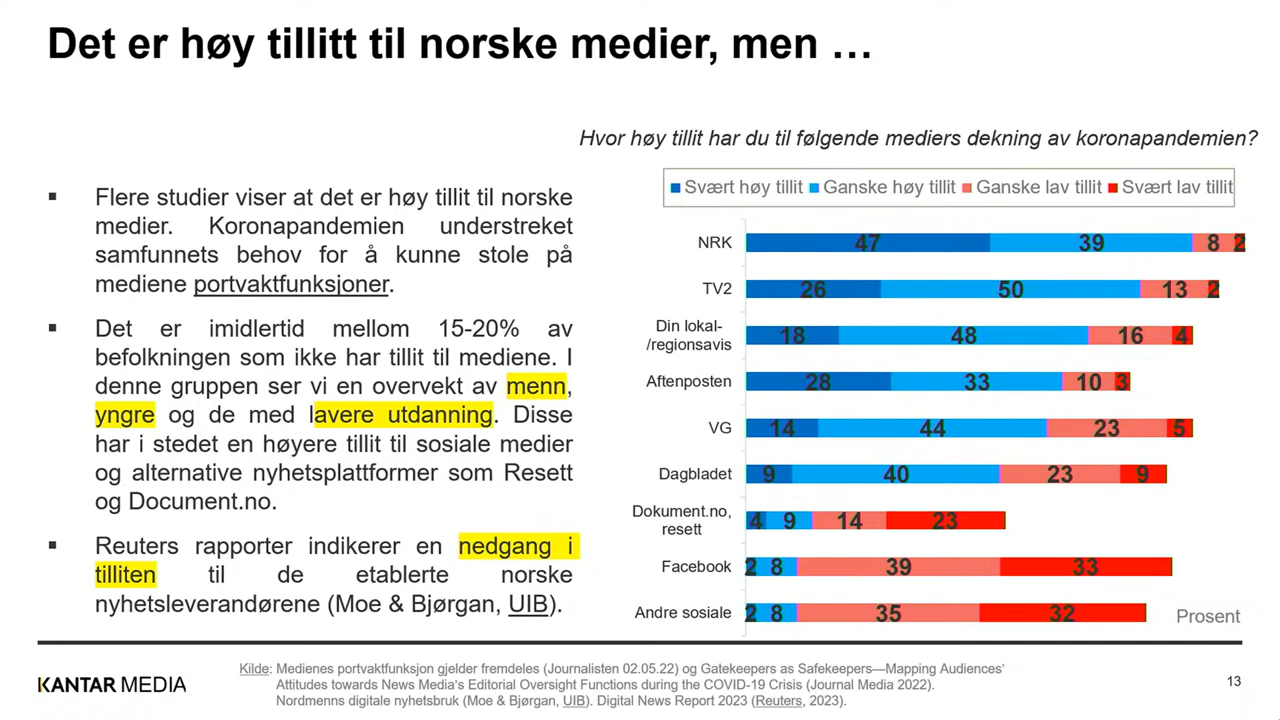 Det er høy tillitt til norske medier, men …
Hvor høy tillit har du til følgende mediers dekning av koronapandemien?
▪ Flere studier viser at det er høy tillit til norske
medier. Koronapandemien understreket
samfunnets behov for å kunne stole på
mediene portvaktfunksjoner.
▪ Det er imidlertid mellom 15-20% av
befolkningen som ikke har tillit til mediene. I
denne gruppen ser vi en overvekt av menn,
yngre og de med lavere utdanning. Disse
har i stedet en høyere tillit til sosiale medier
og alternative nyhetsplattformer som Resett
og Document.no.
▪ Reuters rapporter indikerer en nedgang i
tilliten til de etablerte norske
nyhetsleverandørene (Moe & Bjørgan, UIB).
Svært høy tillit Ganske høy tillit Ganske lav tillit Svært lav tillit
NRK 47 39 8 2
TV2 26 50 13 2
Din lokal-
/regionsavis 18 48 16 4
Aftenposten 28 33 10 3
VG 14 44 23 5
Dagbladet 9 40 23 9
Dokument.no,
resett 4 9 14 23
Facebook 2 8 39 33
Andre sosiale 2 8 35 32
Prosent
KANTAR MEDIA
Kilde: Medienes portvaktfunksjon gjelder fremdeles (Journalisten 02.05.22) og Gatekeepers as Safekeepers—Mapping Audiences'
Attitudes towards News Media's Editorial Oversight Functions during the COVID-19 Crisis (Journal Media 2022).
Nordmenns digitale nyhetsbruk (Moe & Bjørgan, UIB). Digital News Report 2023 (Reuters, 2023).
13